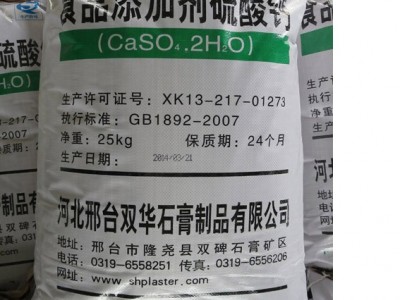 食品添加剂硫酸钙
(CaSO₄.2H₂O)
生产许可证号：XK13-217-01273
执行标准：GB1892-2007
净重：25kg 保质期：24个月
生产日期： 2014/03/21
河北邢台双华石膏制品有限公司
地址：邢台市隆尧县双碑石膏矿区
电话：0319-6558251 传真：0319-6556206
www.shplaster.com